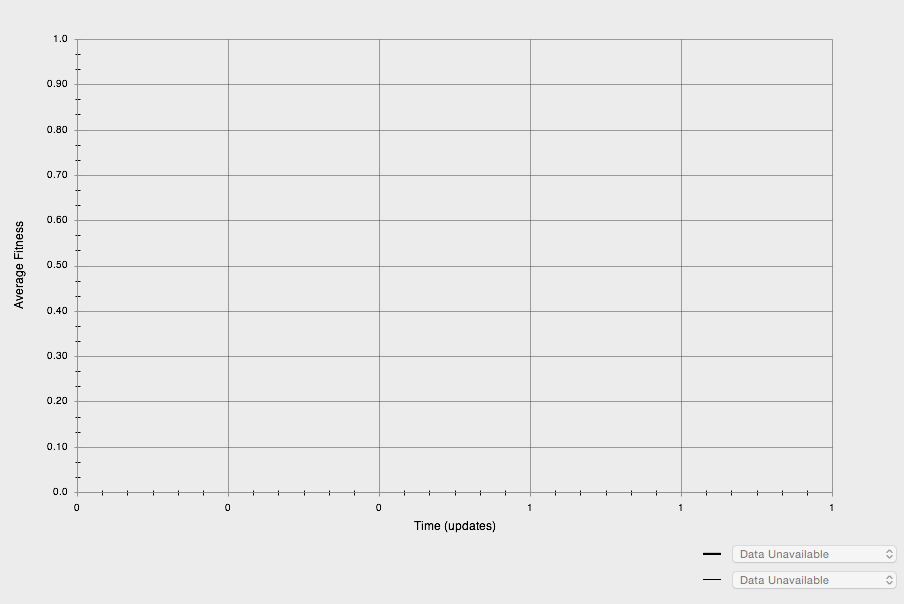 1.0
0.90
0.80
0.70
0.60
0.50
0.40
0.30
0.20
0.10
0.0
Average Fitness
0 0 0 1 1 1
Time (updates)
Data Unavailable
Data Unavailable